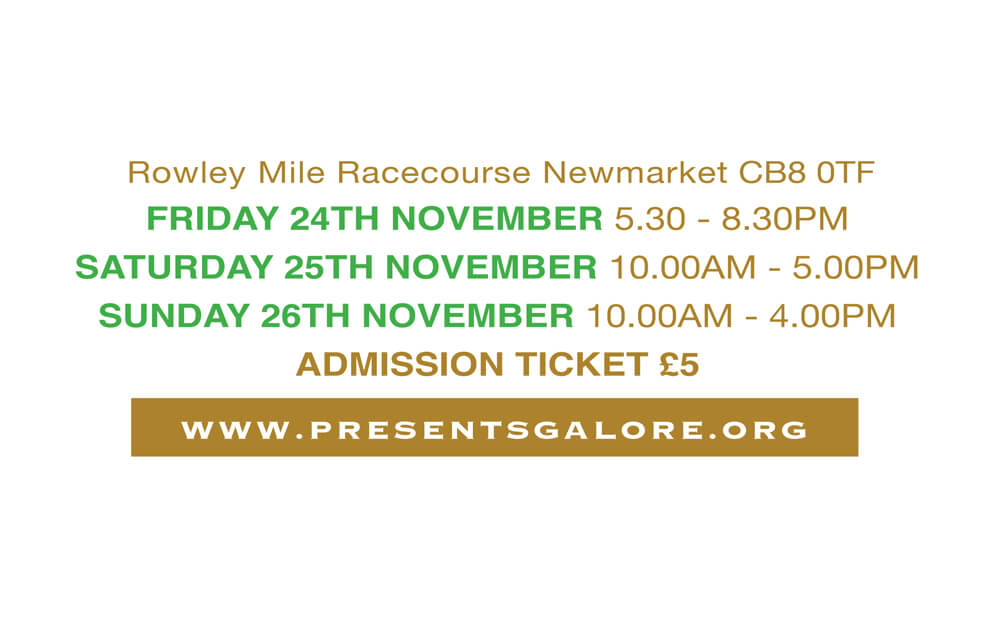 Rowley Mile Racecourse Newmarket CB8 0TF
FRIDAY 24TH NOVEMBER 5.30 - 8.30PM
SATURDAY 25TH NOVEMBER 10.00AM - 5.00PM
SUNDAY 26TH NOVEMBER 10.00AM - 4.00PM
ADMISSION TICKET £5
WWW.PRESENTSGALORE.ORG